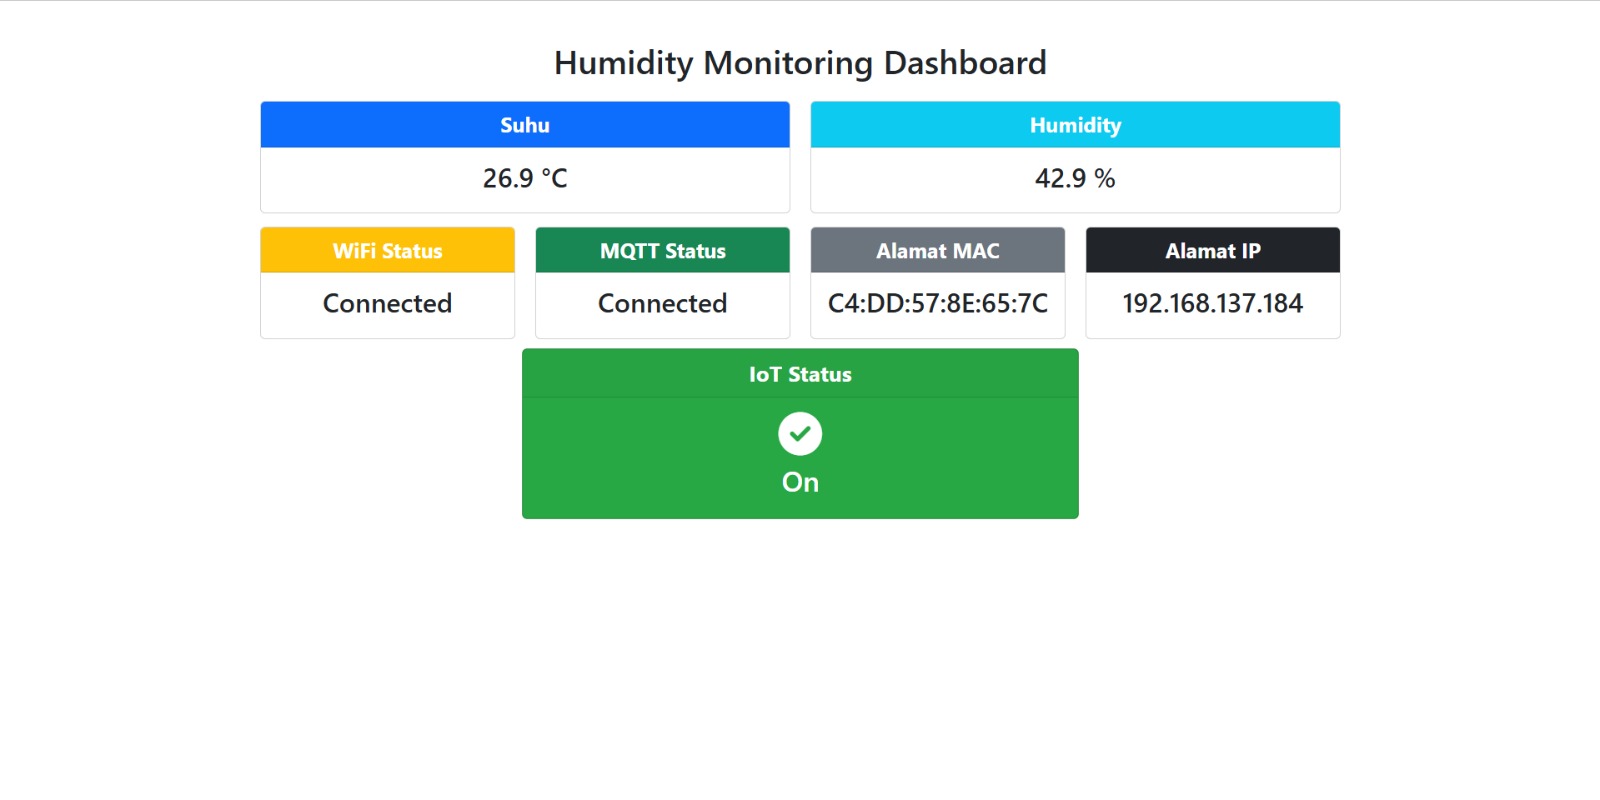 Humidity Monitoring Dashboard
Suhu
26.9 °C
Humidity
42.9 %
WiFi Status
Connected
MQTT Status
Connected
Alamat MAC
C4:DD:57:8E:65:7C
Alamat IP
192.168.137.184
IoT Status
On